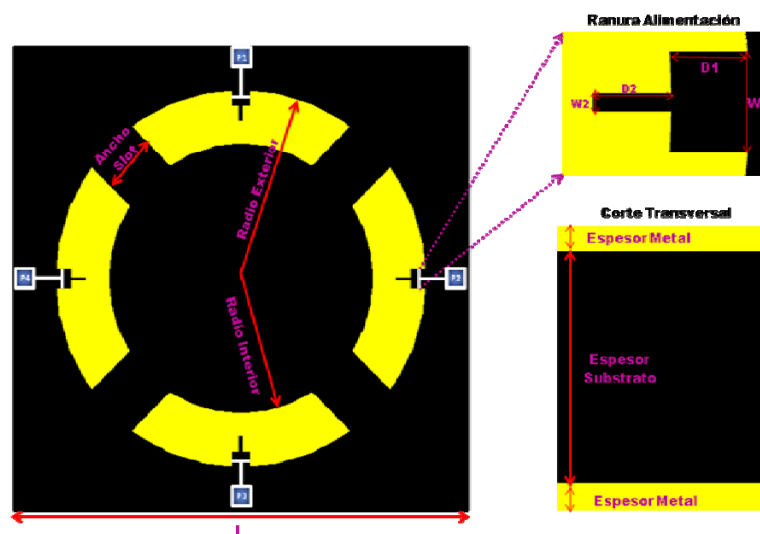 Ranura Alimentación
P1
D1
D2
W2
W
Ancho
Slot
Radio Exterior
Corte Transversal
Espesor Metal
P4
P2
Radio Interior
Espesor
Substrato
P3
Espesor Metal
L